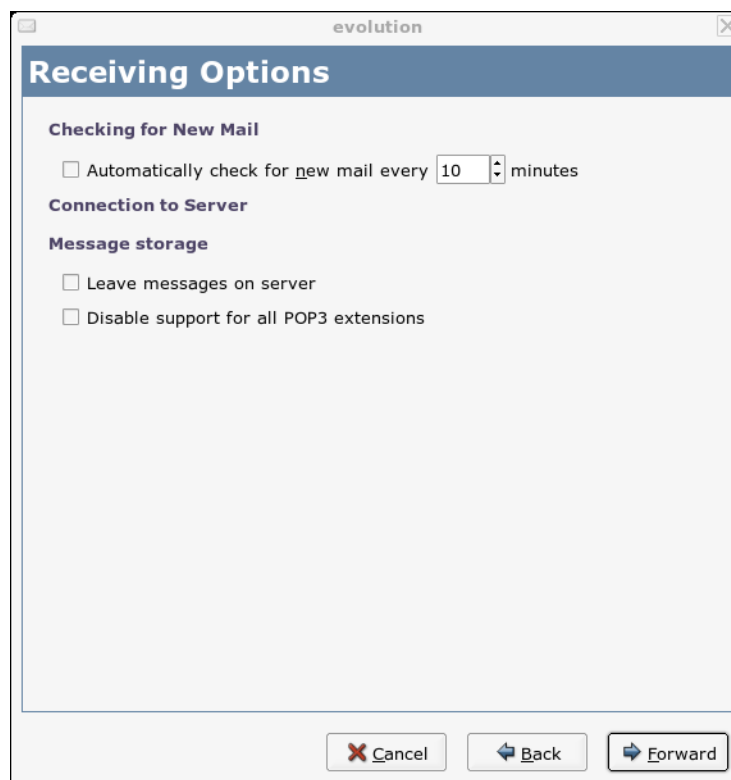 evolution
Receiving Options
Checking for New Mail
Automatically check for new mail every 10 minutes
Connection to Server
Message storage
Leave messages on server
Disable support for all POP3 extensions
Cancel Back Forward